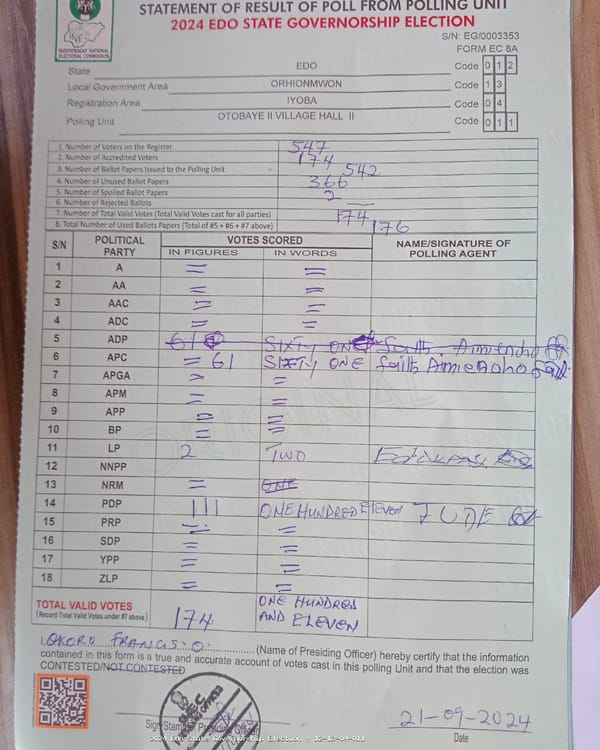 STATEMENT OF RESULT OF POLL FROM POLLING UNIT
2024 EDO STATE GOVERNORSHIP ELECTION
INEC
INDEPENDENT NATIONAL ELECTORAL COMMISSION
S/N: EG/0003353
FORM EC 8A
State EDO Code 0 1 2
Local Government Area ORHIONMWON Code 1 3
Registration Area IYOBA Code 0 4
Polling Unit OTOBAYE II VILLAGE HALL II Code 0 1 1
1. Number of Voters on the Register 547
2. Number of Accredited Voters 174
3. Number of Ballot Papers Issued to the Polling Unit 542
4. Number of Unused Ballot Papers 366
5. Number of Spoiled Ballot Papers 2
6. Number of Rejected Ballots —
7. Number of Total Valid Votes (Total Valid Votes cast for all parties) 174
8. Total Number of Used Ballots Papers (Total of #5 + #6 + #7 above) 176
S/N POLITICAL PARTY VOTES SCORED NAME/SIGNATURE OF POLLING AGENT
IN FIGURES IN WORDS
1 A = =
2 AA = =
3 AAC = =
4 ADC = =
5 ADP 61 SIXTY ONE faith Amienoho
6 APC = 61 SIXTY ONE faith Amienoho
7 APGA = =
8 APM = =
9 APP = =
10 BP = =
11 LP 2 TWO
12 NNPP
13 NRM = ONE
14 PDP 111 ONE HUNDRED ELEVEN JUDE
15 PRP = =
16 SDP = =
17 YPP = =
18 ZLP = =
TOTAL VALID VOTES 174 ONE HUNDRED
(Record Total Valid Votes under #7 above) AND ELEVEN
I, OKORO FRANCIS O. (Name of Presiding Officer) hereby certify that the information
contained in this form is a true and accurate account of votes cast in this polling Unit and that the election was
CONTESTED/NOT CONTESTED
21-09-2024
Date
2024 Edo State Governorship Election : 12-13-04-011